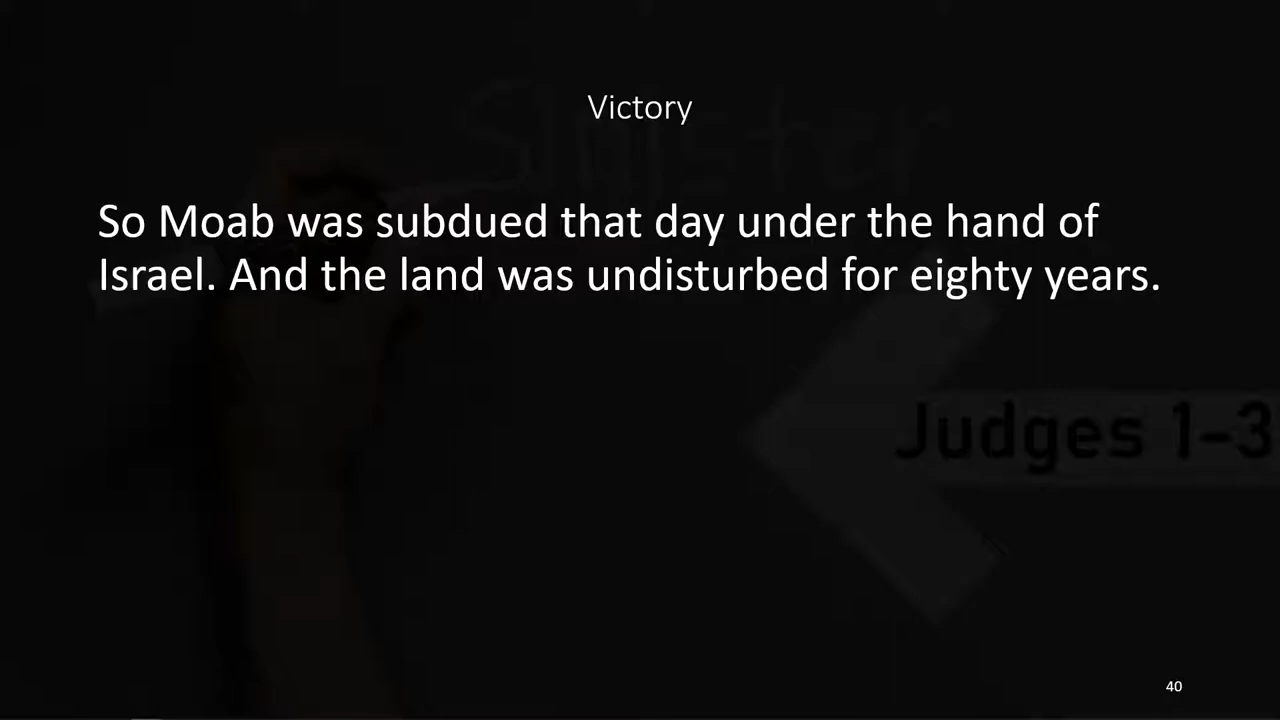 Sinister
Victory
So Moab was subdued that day under the hand of
Israel. And the land was undisturbed for eighty years.
Judges 1-3
40